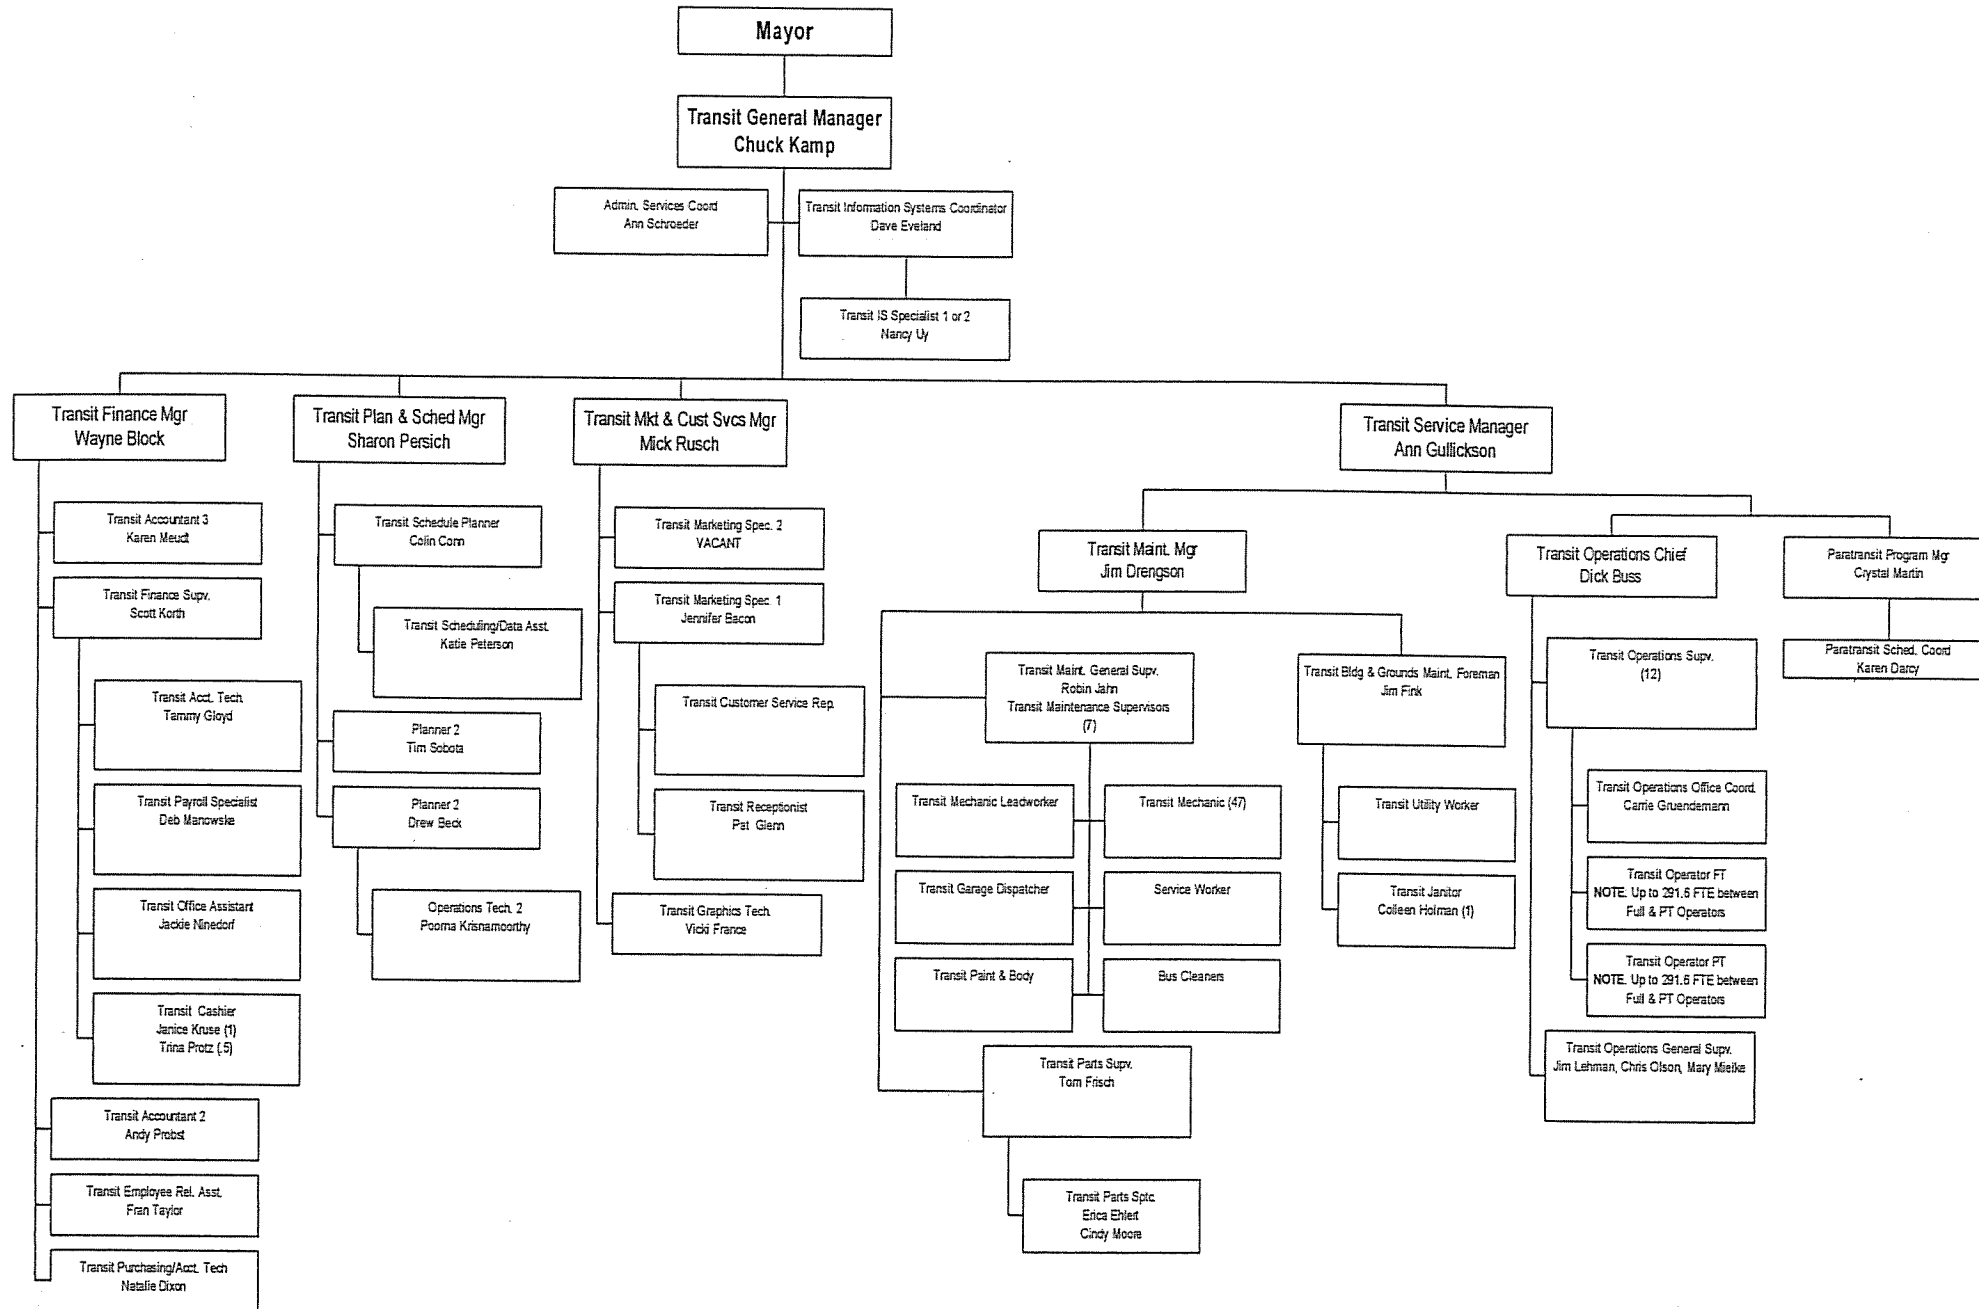 Mayor
Transit General Manager
Chuck Kamp
Admin. Services Coord
Ann Schroeder
Transit Information Systems Coordinator
Dave Eveland
Transit IS Specialist 1 or 2
Nancy Uy
Transit Finance Mgr
Wayne Block
Transit Accountant 3
Karen Meudt
Transit Finance Supv.
Scott Korth
Transit Acct. Tech.
Tammy Gloyd
Transit Payroll Specialist
Deb Manowske
Transit Office Assistant
Jackie Ninedorf
Transit Cashier
Janice Kruse (1)
Trina Protz (.5)
Transit Accountant 2
Andy Probst
Transit Employee Rel. Asst.
Fran Taylor
Transit Purchasing/Acct. Tech
Natalie Dixon
Transit Plan & Sched Mgr
Sharon Persich
Transit Schedule Planner
Colin Conn
Transit Scheduling/Data Asst.
Katie Peterson
Planner 2
Tim Sobota
Planner 2
Drew Beck
Operations Tech. 2
Poorna Krisnamoorthy
Transit Mkt & Cust Svcs Mgr
Mick Rusch
Transit Marketing Spec. 2
VACANT
Transit Marketing Spec. 1
Jennifer Bacon
Transit Customer Service Rep.
Transit Receptionist
Pat Glenn
Transit Graphics Tech.
Vicki France
Transit Service Manager
Ann Gullickson
Transit Maint. Mgr
Jim Drengson
Transit Maint. General Supv.
Robin Jahn
Transit Maintenance Supervisors
(7)
Transit Mechanic Leadworker
Transit Mechanic (47)
Transit Garage Dispatcher
Service Worker
Transit Paint & Body
Bus Cleaners
Transit Parts Supv.
Tom Frisch
Transit Parts Sptc.
Erica Ehlert
Cindy Moore
Transit Bldg & Grounds Maint. Foreman
Jim Fink
Transit Utility Worker
Transit Janitor
Colleen Holman (1)
Transit Operations Chief
Dick Buss
Transit Operations Supv.
(12)
Transit Operations Office Coord.
Carrie Gruendemann
Transit Operator FT
NOTE: Up to 291.6 FTE between
Full & PT Operators
Transit Operator PT
NOTE: Up to 291.6 FTE between
Full & PT Operators
Transit Operations General Supv.
Jim Lehman, Chris Olson, Mary Mielke
Paratransit Program Mgr
Crystal Martin
Paratransit Sched. Coord
Karen Darcy